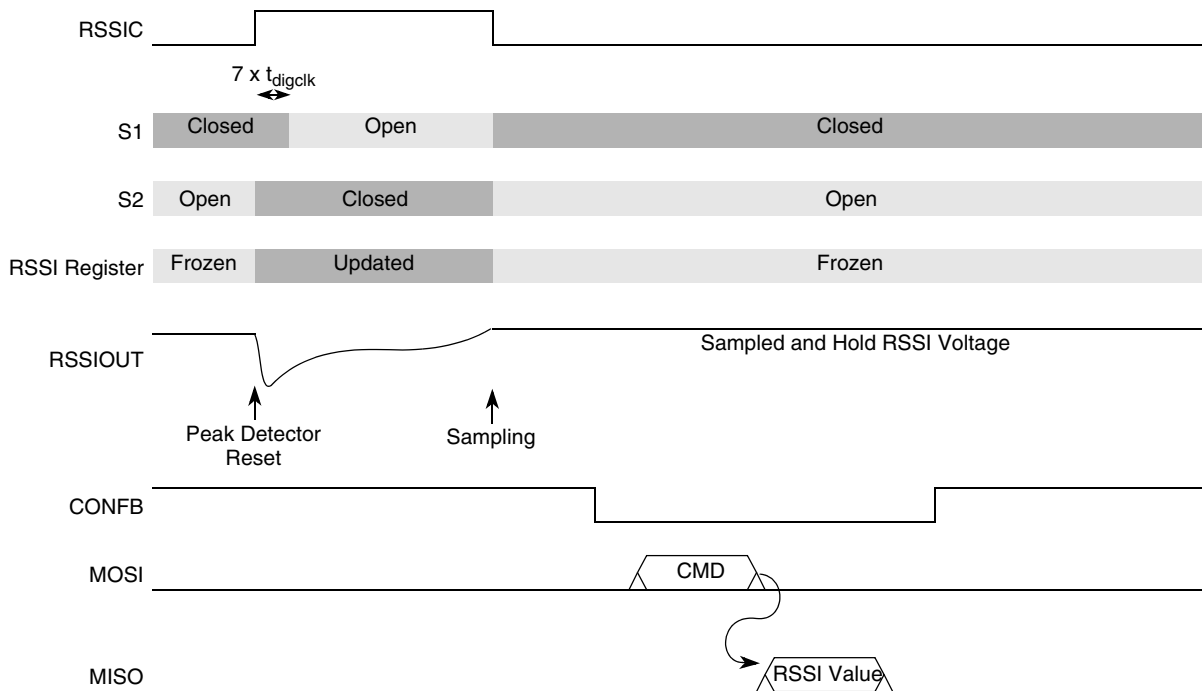 RSSIC
7 x tdigclk
S1 Closed Open Closed
S2 Open Closed Open
RSSI Register Frozen Updated Frozen
RSSIOUT Sampled and Hold RSSI Voltage
Peak Detector
Reset
Sampling
CONFB
MOSI CMD
MISO RSSI Value